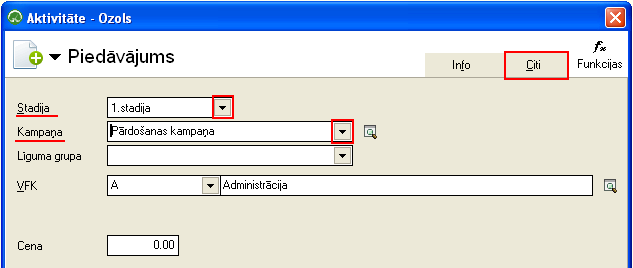 Aktivitāte - Ozols
Piedāvājums
Info
Citi
fx
Funkcijas
Stadija 1.stadija
Kampaņa Pārdošanas kampaņa
Līguma grupa
VFK A Administrācija
Cena 0.00